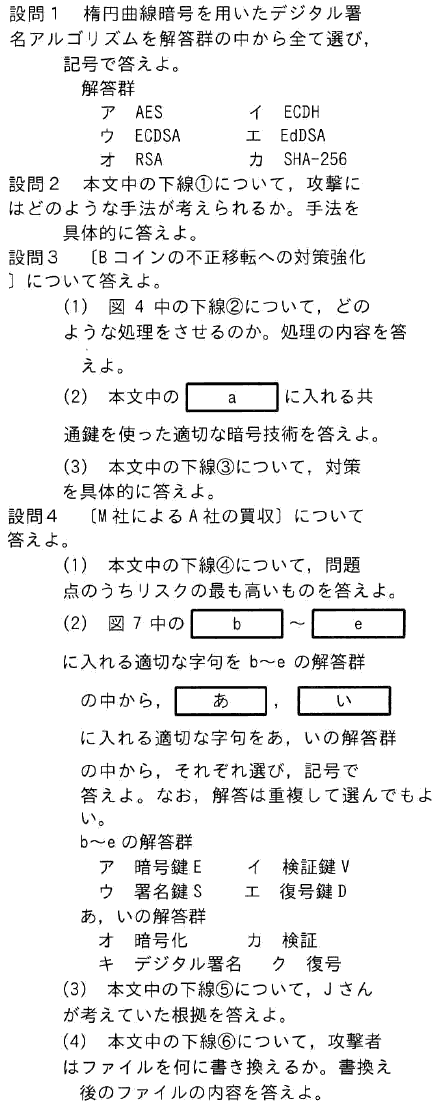 設問1 楕円曲線暗号を用いたデジタル署
名アルゴリズムを解答群の中から全て選び，
記号で答えよ。
解答群
ア AES イ ECDH
ウ ECDSA エ EdDSA
オ RSA カ SHA-256
設問2 本文中の下線①について，攻撃に
はどのような手法が考えられるか。手法を
具体的に答えよ。
設問3 〔Bコインの不正移転への対策強化
〕について答えよ。
(1) 図 4 中の下線②について，どの
ような処理をさせるのか。処理の内容を答
えよ。
(2) 本文中の a に入れる共
通鍵を使った適切な暗号技術を答えよ。
(3) 本文中の下線③について，対策
を具体的に答えよ。
設問4 〔M社によるA社の買収〕について
答えよ。
(1) 本文中の下線④について，問題
点のうちリスクの最も高いものを答えよ。
(2) 図 7 中の b ～ e
に入れる適切な字句を b～e の解答群
の中から， あ ， い
に入れる適切な字句をあ，いの解答群
の中から，それぞれ選び，記号で
答えよ。なお，解答は重複して選んでもよ
い。
b～eの解答群
ア 暗号鍵E イ 検証鍵V
ウ 署名鍵S エ 復号鍵D
あ，いの解答群
オ 暗号化 カ 検証
キ デジタル署名 ク 復号
(3) 本文中の下線⑤について，Jさん
が考えていた根拠を答えよ。
(4) 本文中の下線⑥について，攻撃者
はファイルを何に書き換えるか。書換え
後のファイルの内容を答えよ。